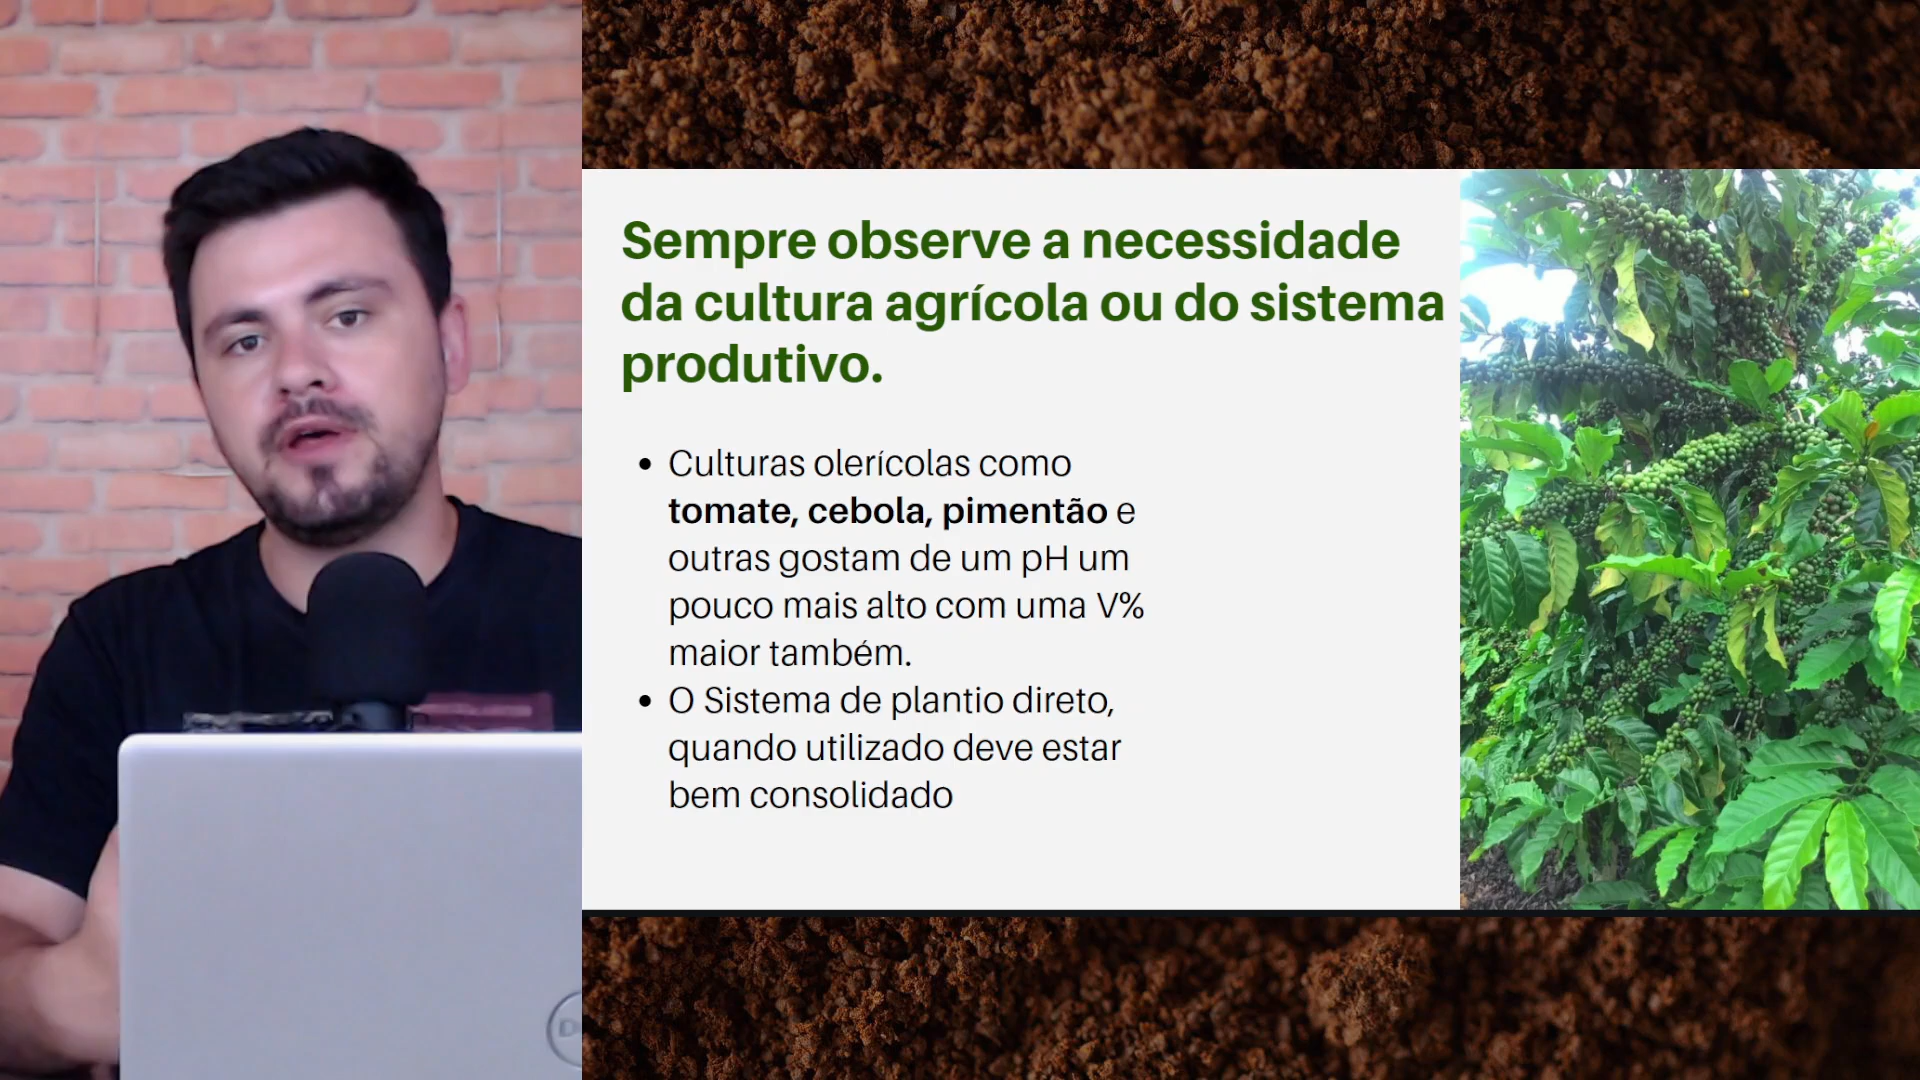 Sempre observe a necessidade
da cultura agrícola ou do sistema
produtivo.
• Culturas olerícolas como
tomate, cebola, pimentão e
outras gostam de um pH um
pouco mais alto com uma V%
maior também.
• O Sistema de plantio direto,
quando utilizado deve estar
bem consolidado